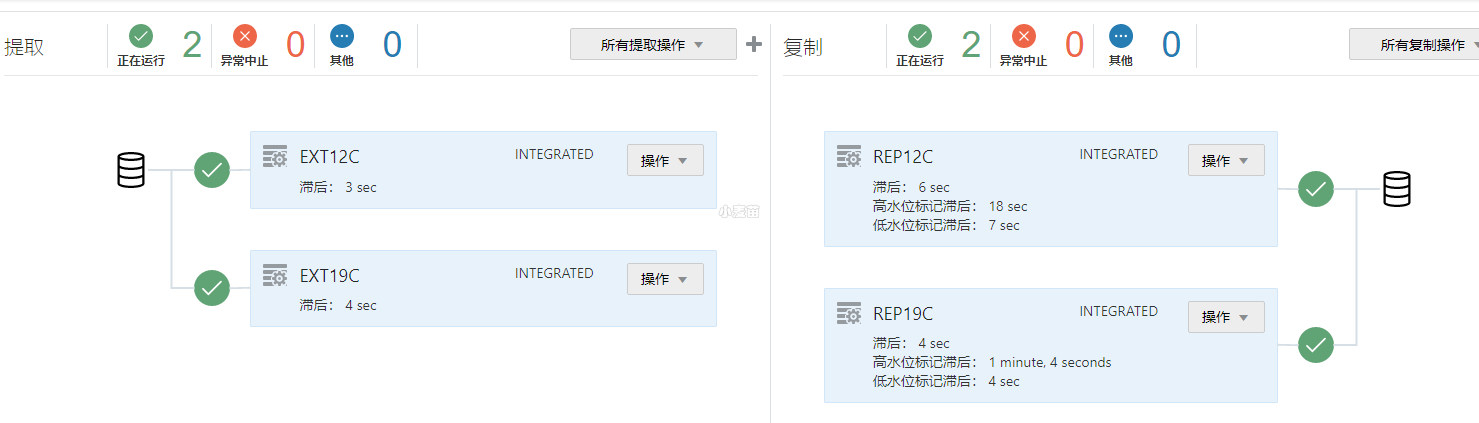 提取
正在运行 2
异常中止 0
其他 0
所有提取操作
EXT12C INTEGRATED 操作
滞后： 3 sec
EXT19C INTEGRATED 操作
滞后： 4 sec
复制
正在运行 2
异常中止 0
其他 0
所有复制操作
REP12C INTEGRATED 操作
滞后： 6 sec
高水位标记滞后： 18 sec
低水位标记滞后： 7 sec
REP19C INTEGRATED 操作
滞后： 4 sec
高水位标记滞后： 1 minute, 4 seconds
低水位标记滞后： 4 sec